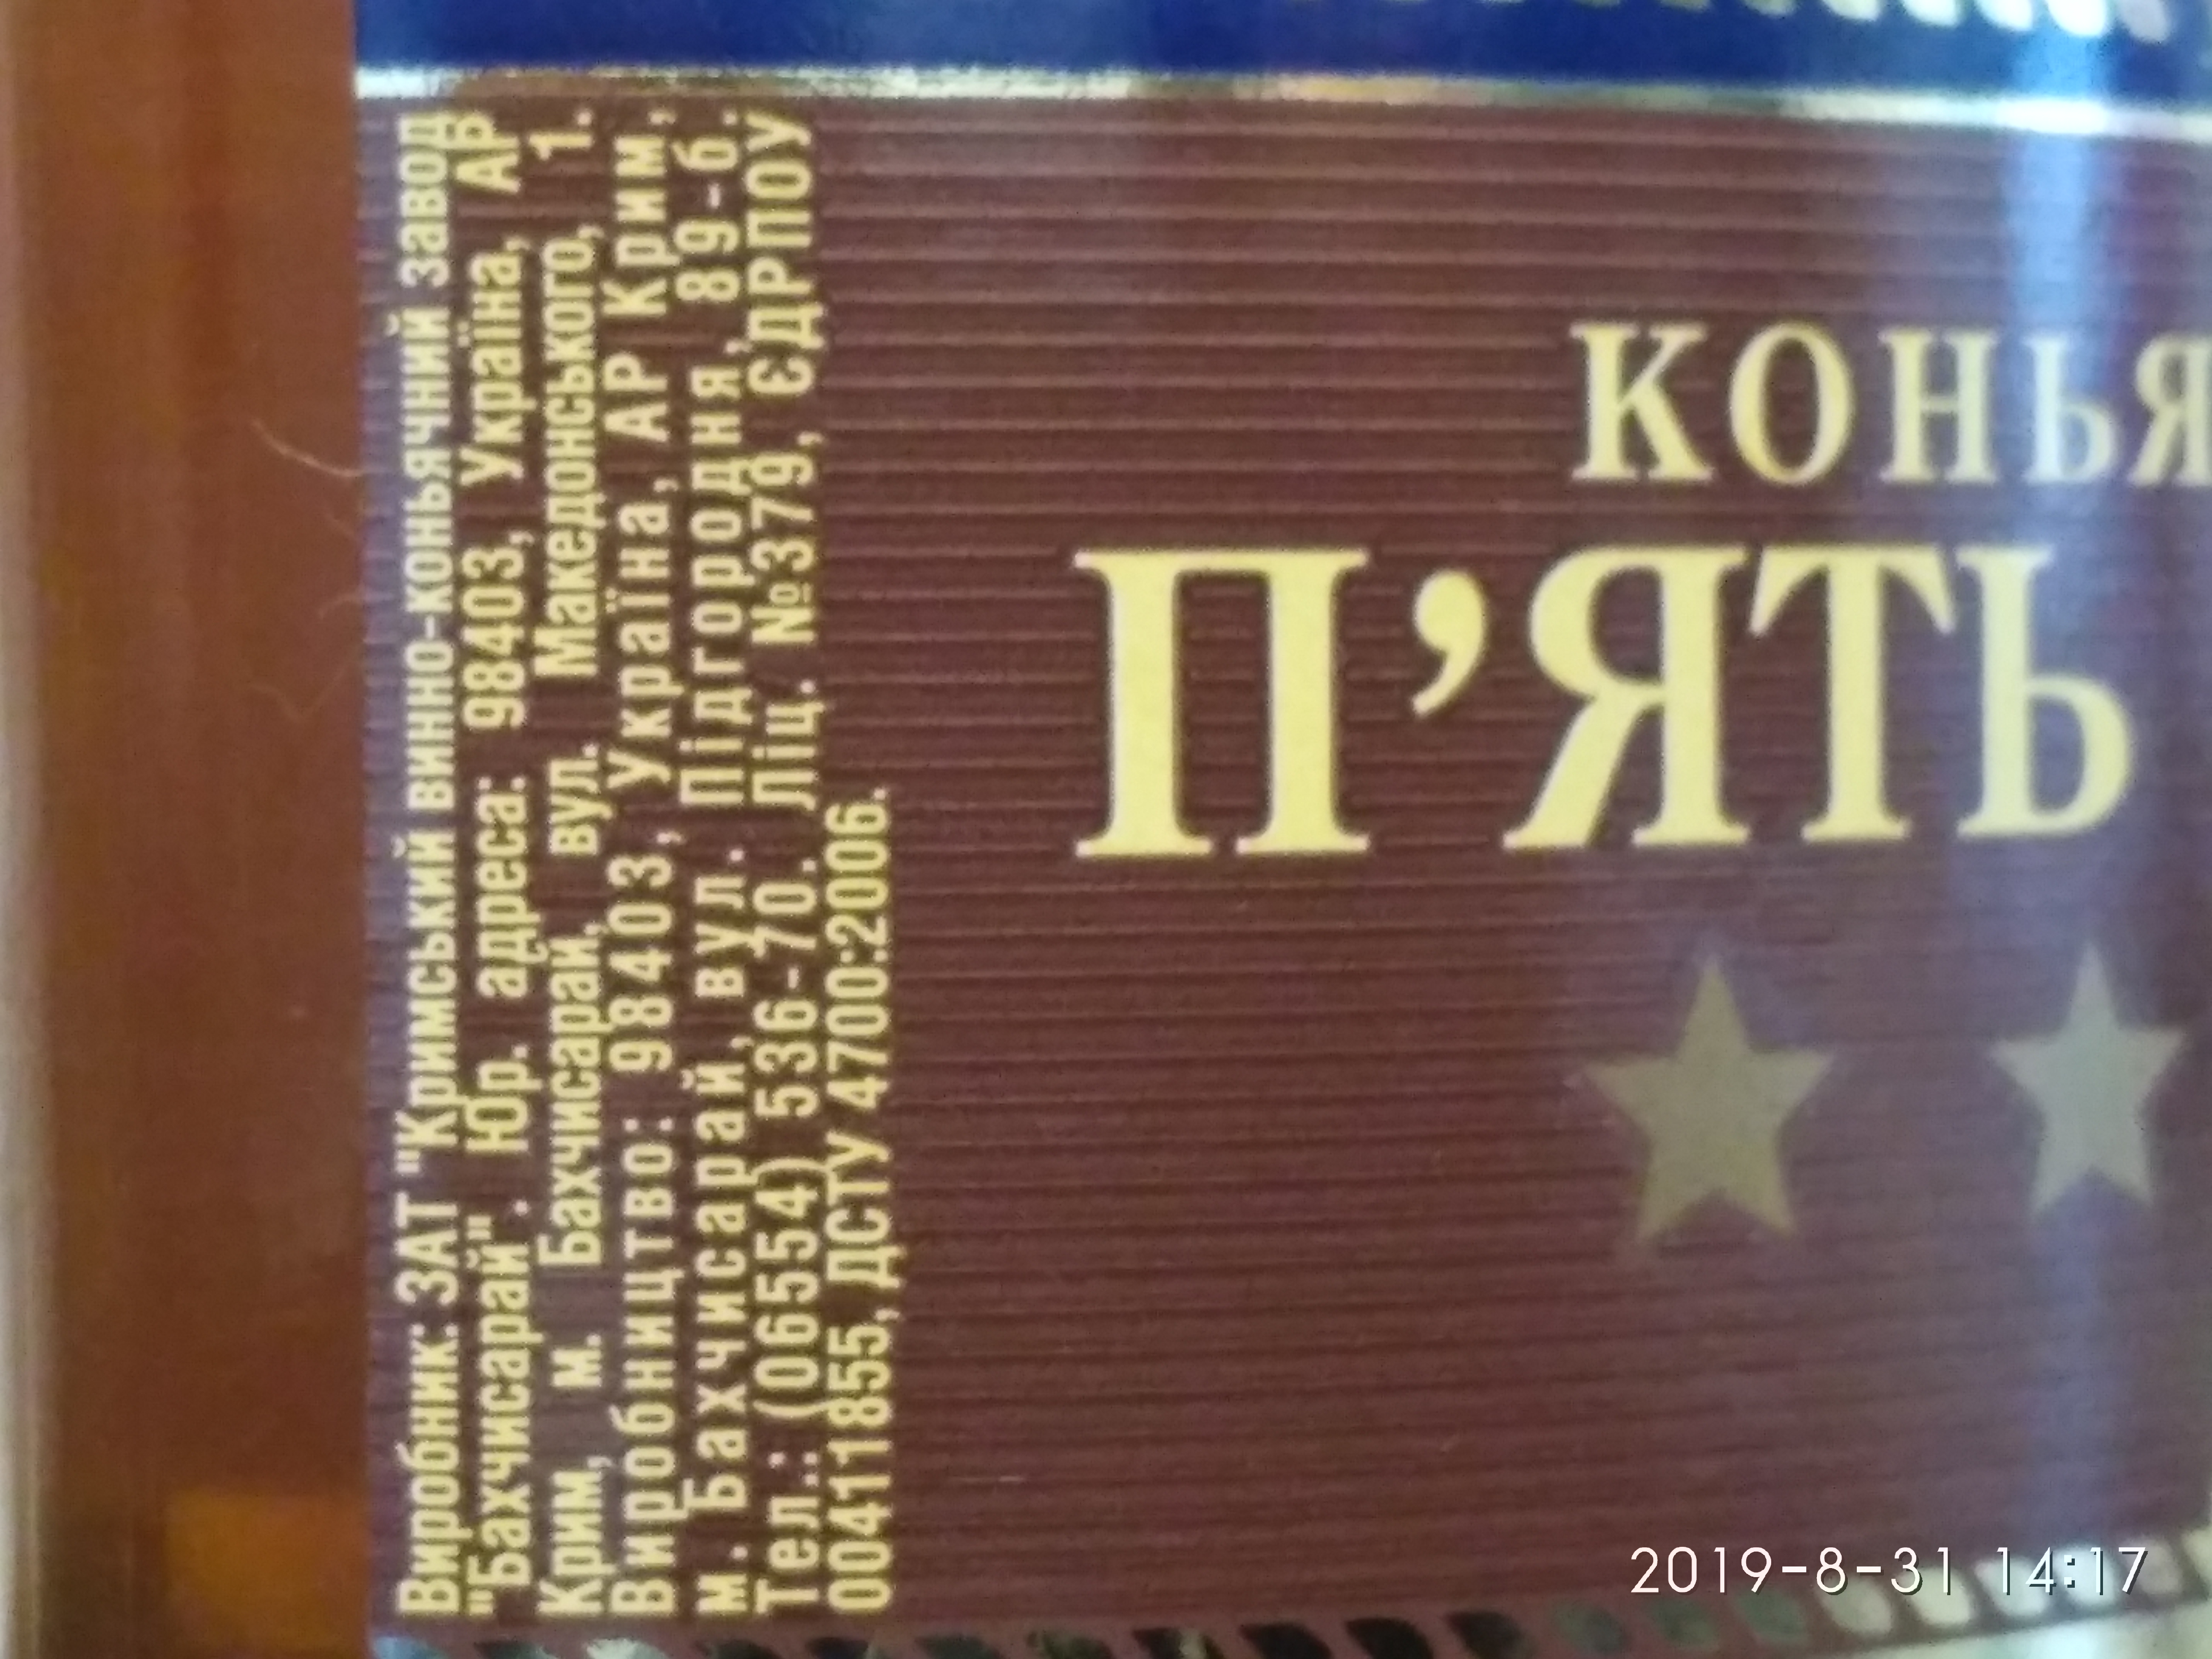 Виробник: ЗАТ "Кримський винно-коньячний завод
"Бахчисарай". Юр. адреса: 98403, Україна, АР
Крим, м. Бахчисарай, вул. Македонського, 1.
Виробництво: 98403, Україна, АР Крим,
м. Бахчисарай, вул. Підгородня, 89-б.
Тел.: (06554) 536-70. Ліц. №379, ЄДРПОУ
00411855, ДСТУ 4700:2006.
КОНЬЯ
П’ЯТЬ
2019-8-31 14:17